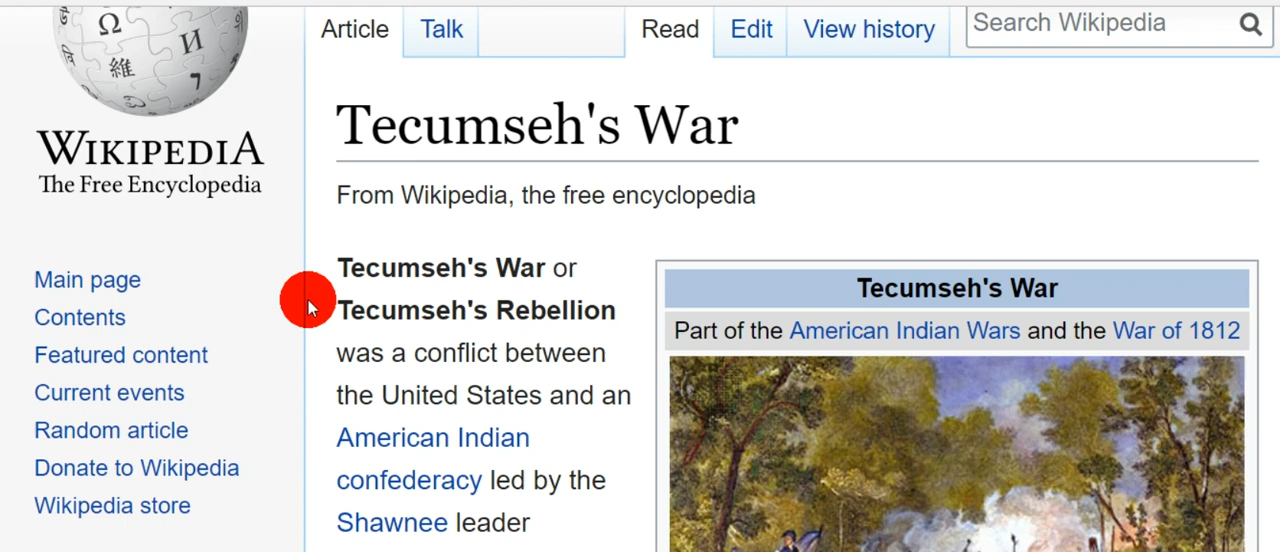 Article Talk Read Edit View history Search Wikipedia
Ω И 維 ר
WIKIPEDIA
The Free Encyclopedia
Main page
Contents
Featured content
Current events
Random article
Donate to Wikipedia
Wikipedia store
Tecumseh's War
From Wikipedia, the free encyclopedia
Tecumseh's War or
Tecumseh's Rebellion
was a conflict between
the United States and an
American Indian
confederacy led by the
Shawnee leader
Tecumseh's War
Part of the American Indian Wars and the War of 1812